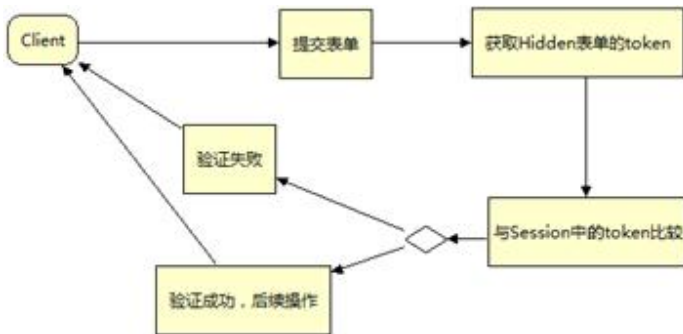 Client
提交表单
获取Hidden表单的token
验证失败
与Session中的token比较
验证成功，后续操作